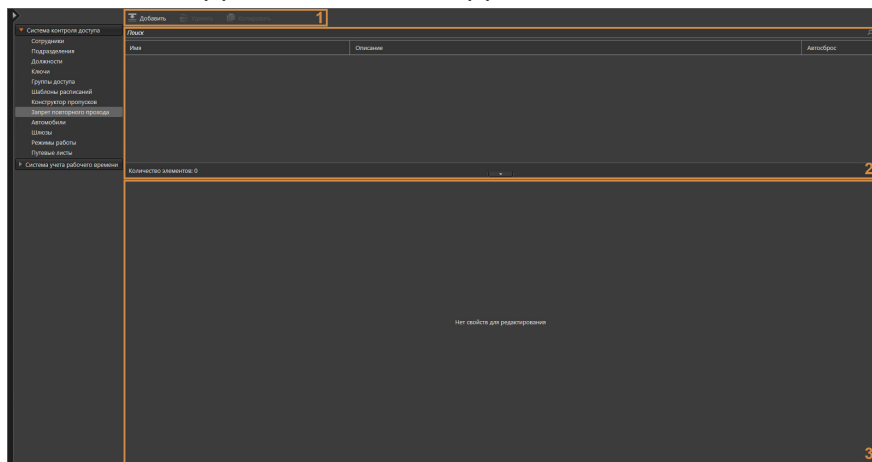 Добавить Удалить Копировать 1
Система контроля доступа
Сотрудники
Подразделения
Должности
Ключи
Группы доступа
Шаблоны расписаний
Конструктор пропусков
Запрет повторного прохода
Автомобили
Шлюзы
Режимы работы
Путевые листы
Система учета рабочего времени
Поиск
Имя Описание Автосброс
Количество элементов: 0
2
Нет свойств для редактирования
3